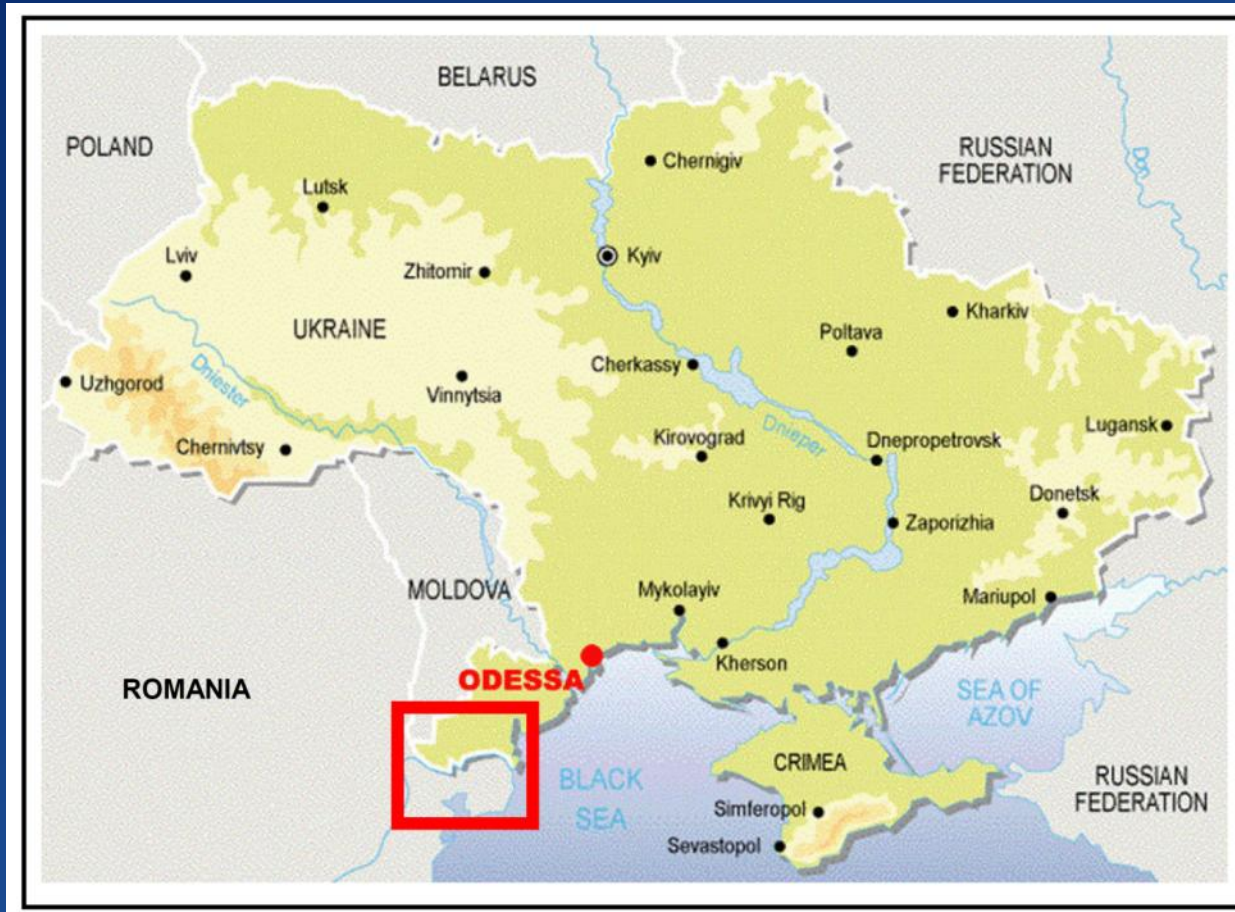 BELARUS
POLAND
RUSSIAN
FEDERATION
Don
Chernigiv
Lutsk
Lviv
Zhitomir
Kyiv
Kharkiv
UKRAINE
Poltava
Cherkassy
Uzhgorod
Dniester
Vinnytsia
Dnieper
Lugansk
Chernivtsy
Kirovograd
Dnepropetrovsk
Krivyi Rig
Donetsk
Zaporizhia
MOLDOVA
Mykolayiv
Mariupol
Kherson
ODESSA
ROMANIA
SEA OF
AZOV
BLACK
SEA
CRIMEA
Simferopol
Sevastopol
RUSSIAN
FEDERATION